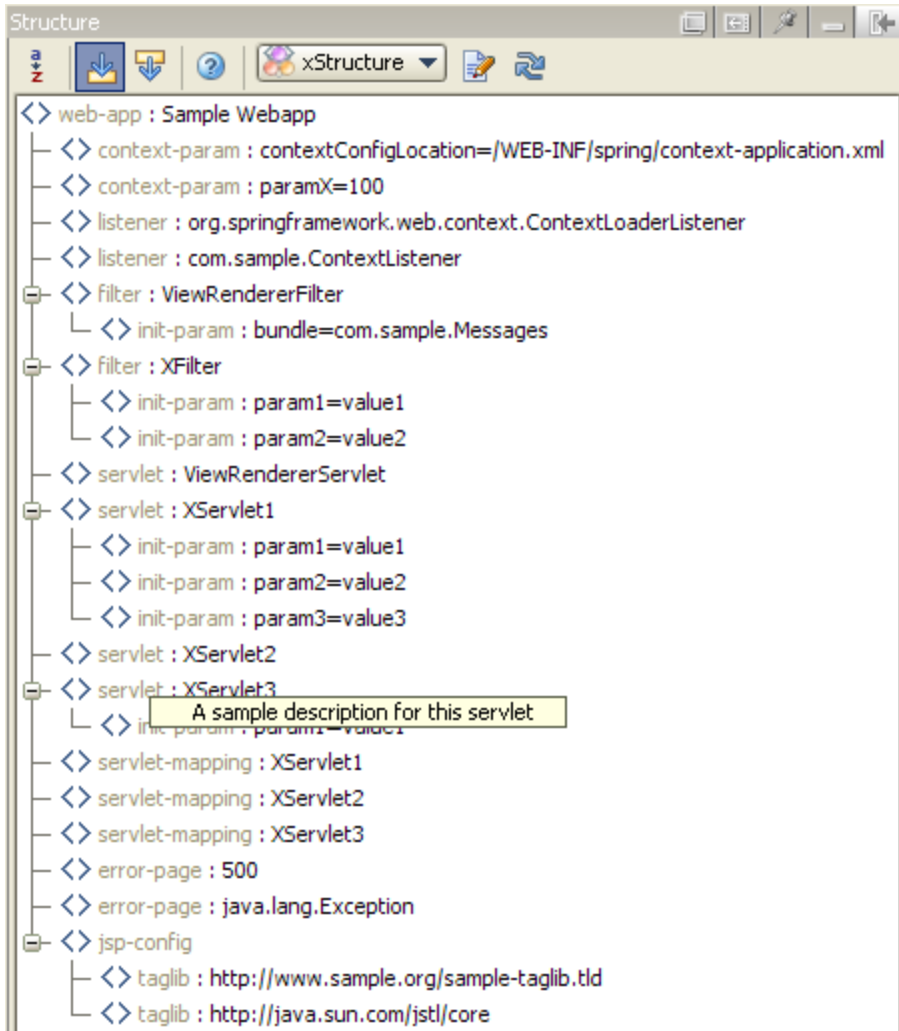 Structure
a z
xStructure
web-app : Sample Webapp
context-param : contextConfigLocation=/WEB-INF/spring/context-application.xml
context-param : paramX=100
listener : org.springframework.web.context.ContextLoaderListener
listener : com.sample.ContextListener
filter : ViewRendererFilter
init-param : bundle=com.sample.Messages
filter : XFilter
init-param : param1=value1
init-param : param2=value2
servlet : ViewRendererServlet
servlet : XServlet1
init-param : param1=value1
init-param : param2=value2
init-param : param3=value3
servlet : XServlet2
servlet : XServlet3
A sample description for this servlet
init-param : param1=value1
servlet-mapping : XServlet1
servlet-mapping : XServlet2
servlet-mapping : XServlet3
error-page : 500
error-page : java.lang.Exception
jsp-config
taglib : http://www.sample.org/sample-taglib.tld
taglib : http://java.sun.com/jstl/core